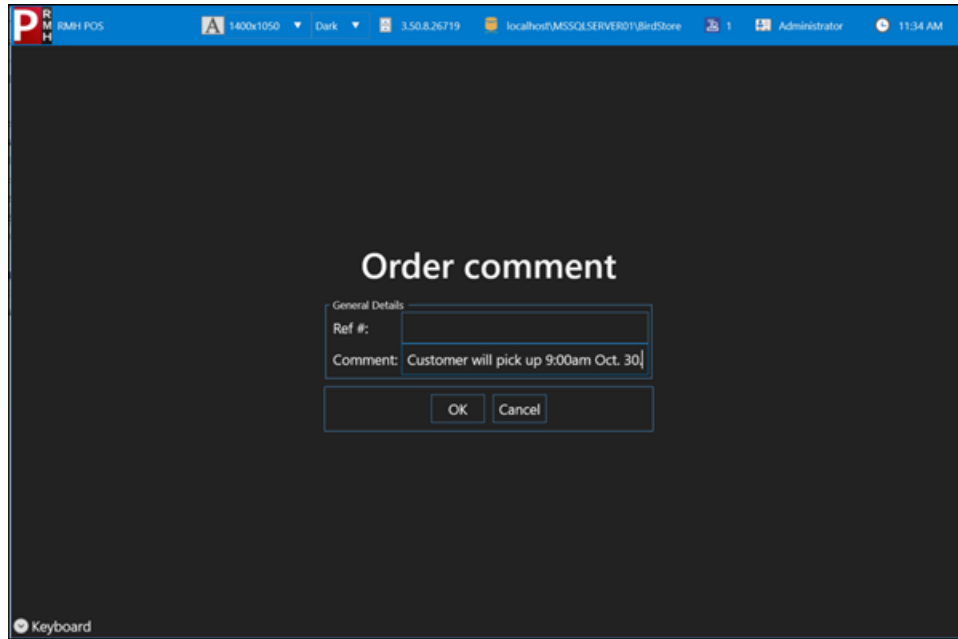 P RMH RMH POS A 1400x1050 Dark 3.50.8.26719 localhost\MSSQLSERVER01\BirdStore 1 Administrator 11:34 AM
Order comment
General Details
Ref #:
Comment: Customer will pick up 9:00am Oct. 30.
OK Cancel
Keyboard